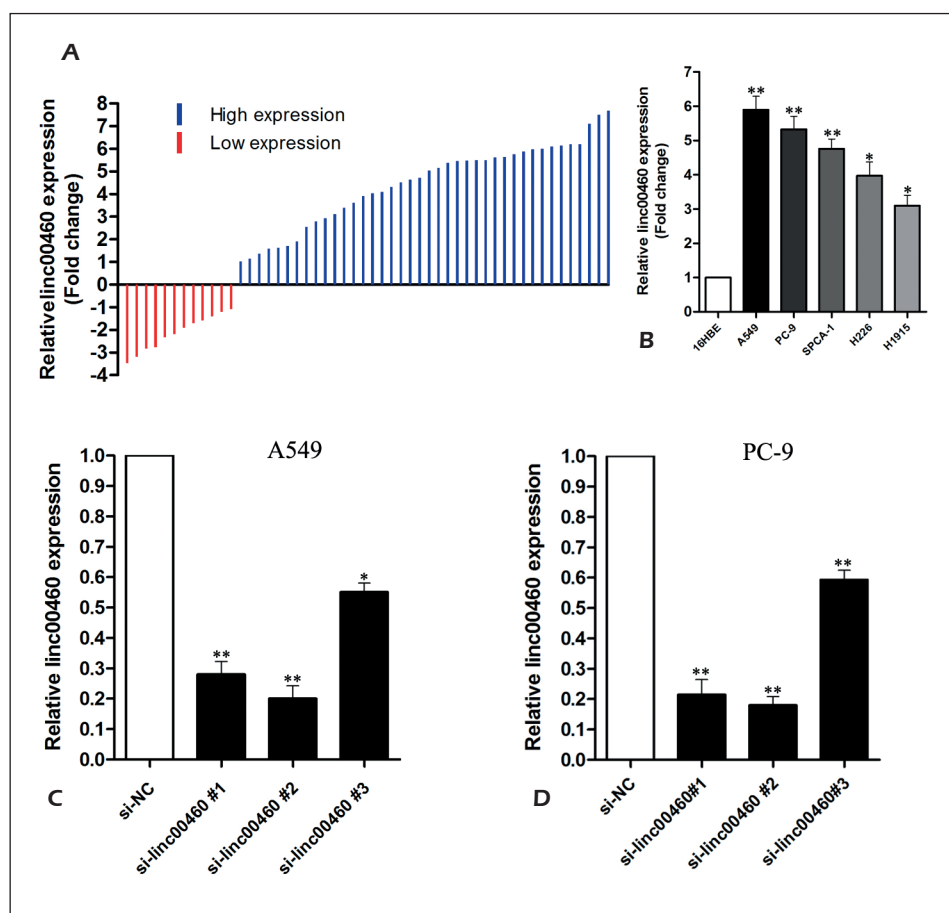 A
Relativelinc00460 expression
(Fold change)
8
7
6
5
4
3
2
1
0
-1
-2
-3
-4
High expression
Low expression
Relative linc00460 expression
(Fold change)
7
6
5
4
3
2
1
0
** ** ** * *
16HBE A549 PC-9 SPCA-1 H226 H1915
B
A549
Relative linc00460 expression
1.0
0.9
0.8
0.7
0.6
0.5
0.4
0.3
0.2
0.1
0.0
** ** *
si-NC si-linc00460 #1 si-linc00460 #2 si-linc00460 #3
C
PC-9
Relative linc00460 expression
1.0
0.9
0.8
0.7
0.6
0.5
0.4
0.3
0.2
0.1
0.0
** ** **
si-NC si-linc00460#1 si-linc00460 #2 si-linc00460#3
D